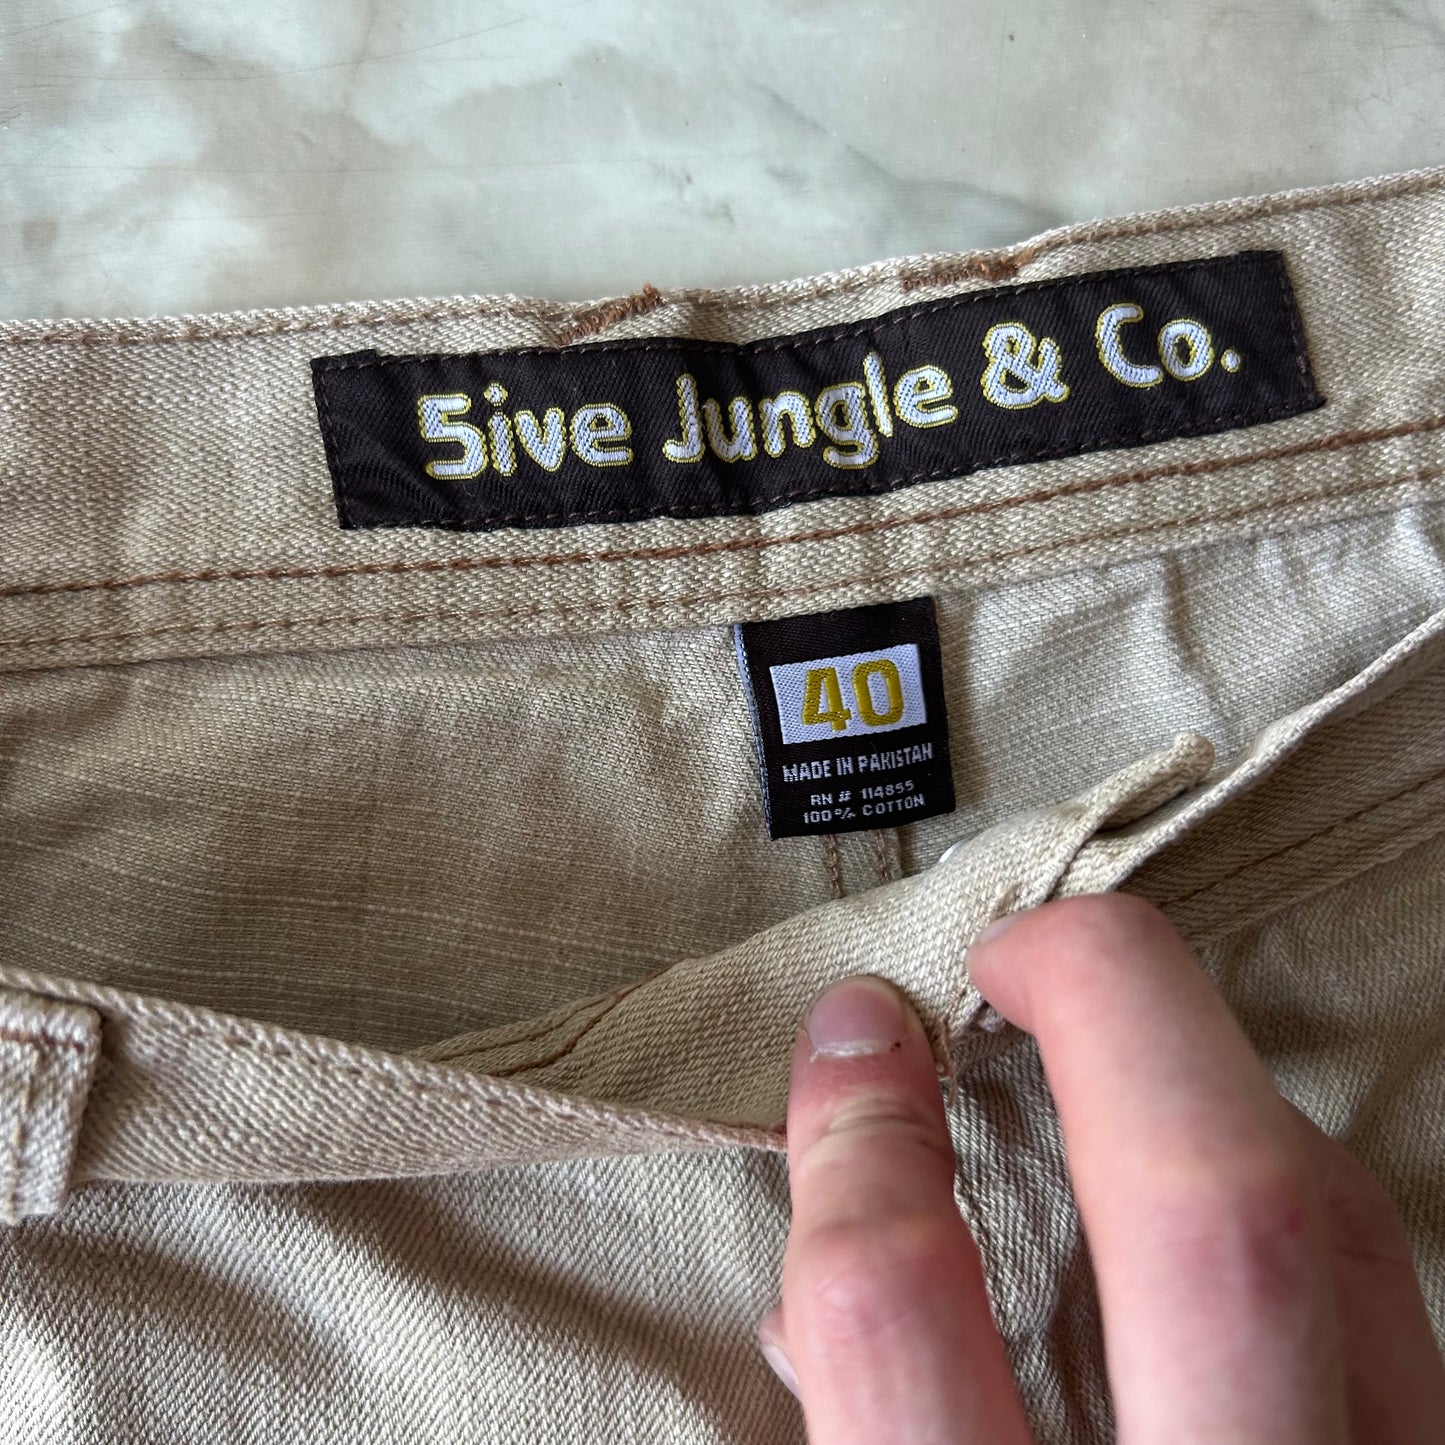 5ive Jungle & Co.
40
MADE IN PAKISTAN
RN # 114855
100% COTTON